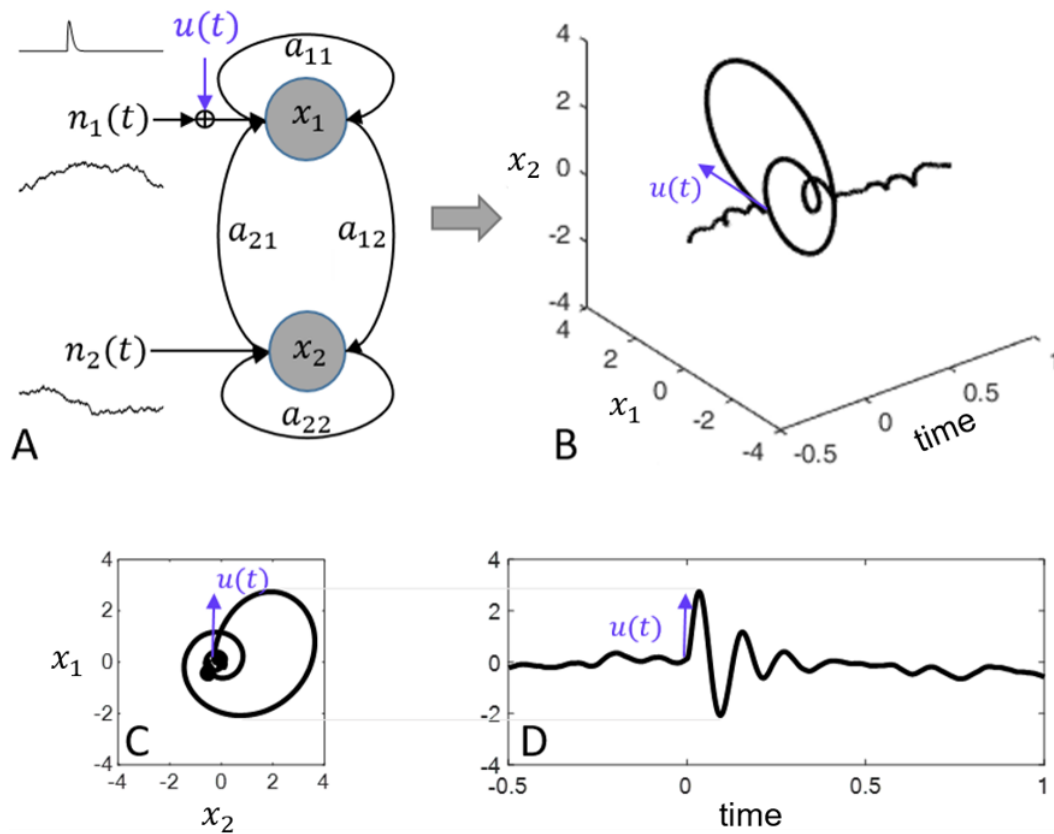 u(t)
a₁₁
n₁(t)
x₁
a₂₁
a₁₂
n₂(t)
x₂
a₂₂
A
4
2
0
-2
-4
x₂
u(t)
4
2
0
-2
-4
x₁
-0.5
0
0.5
1
time
B
4
2
0
-2
-4
x₁
u(t)
C
-4
-2
0
2
4
x₂
4
2
0
-2
-4
u(t)
D
-0.5
0
0.5
1
time